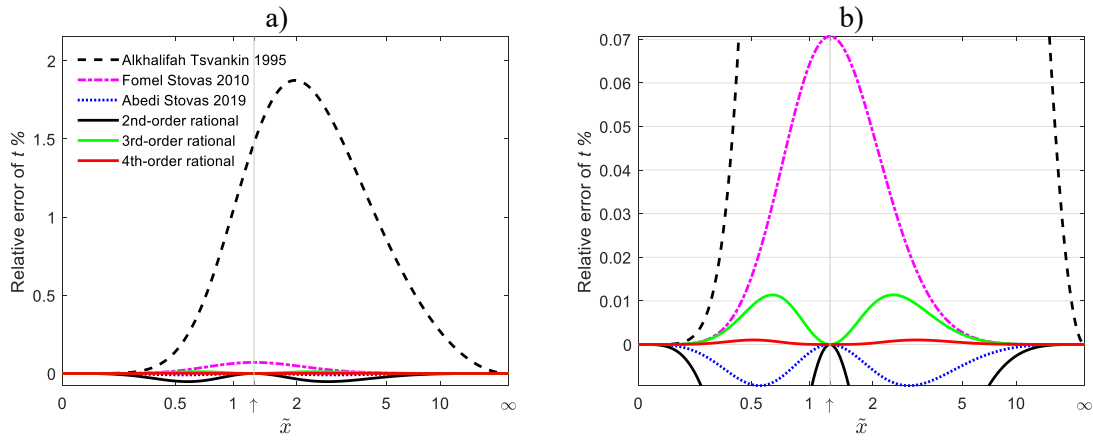 a)
2
1.5
1
0.5
0
Relative error of t %
Alkhalifah Tsvankin 1995
Fomel Stovas 2010
Abedi Stovas 2019
2nd-order rational
3rd-order rational
4th-order rational
0 0.5 1 ↑ 2 5 10 ∞
x̃
b)
0.07
0.06
0.05
0.04
0.03
0.02
0.01
0
Relative error of t %
0 0.5 1 ↑ 2 5 10 ∞
x̃